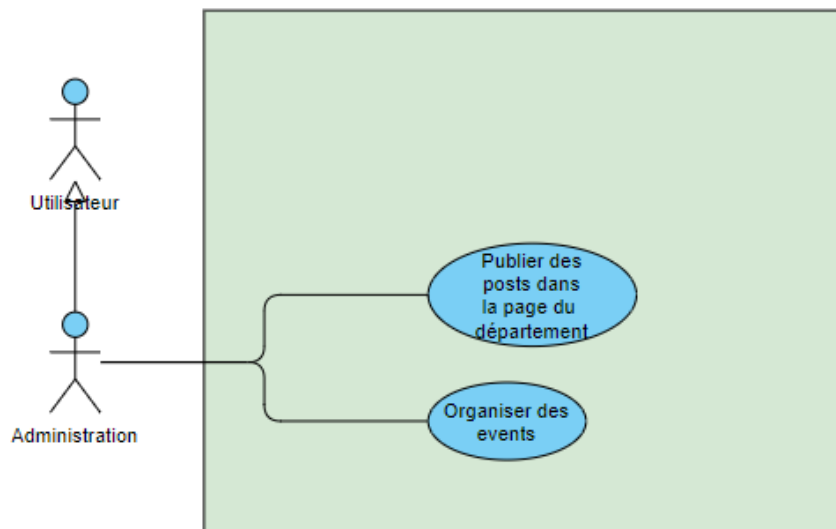 Utilisateur
Publier des
posts dans
la page du
département
Organiser des
events
Administration